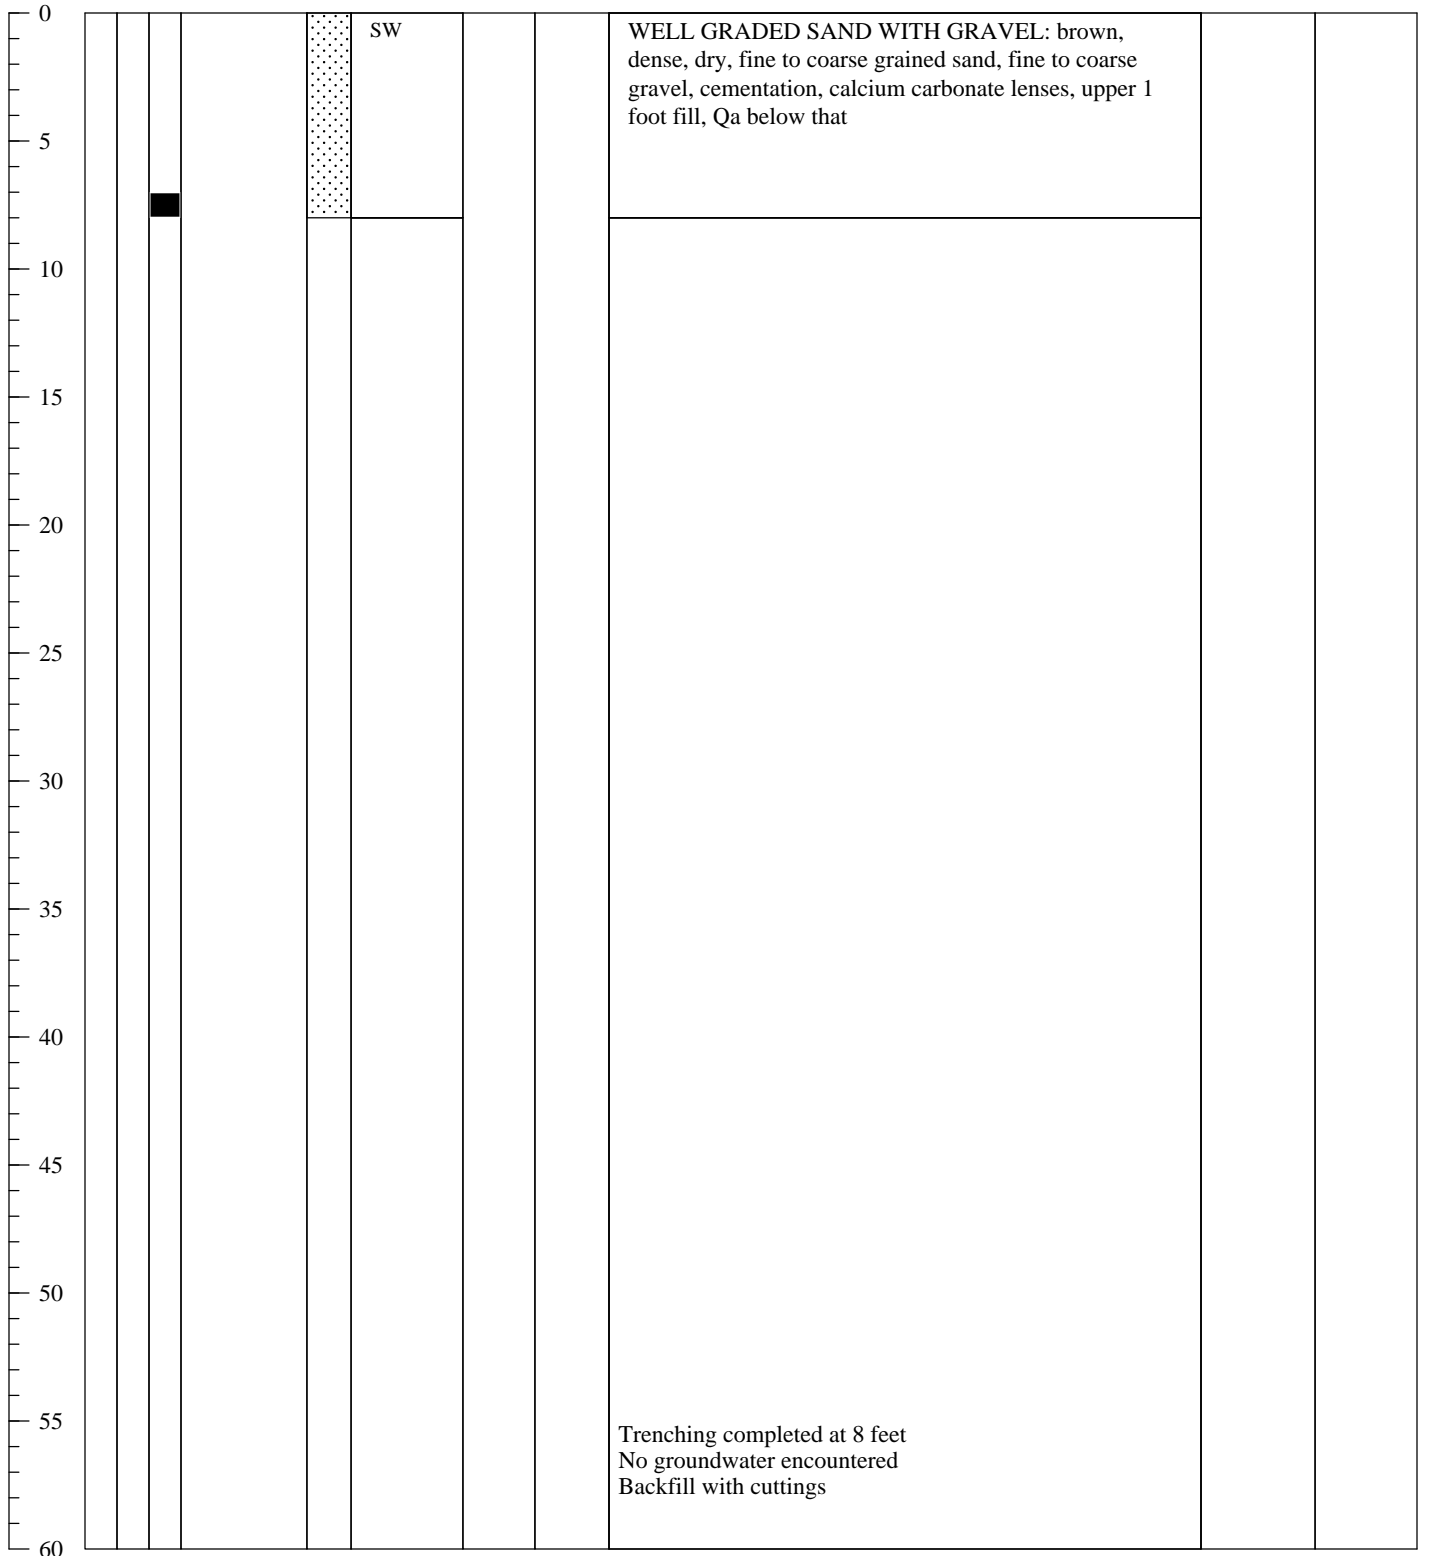 0
SW
WELL GRADED SAND WITH GRAVEL: brown,
dense, dry, fine to coarse grained sand, fine to coarse
gravel, cementation, calcium carbonate lenses, upper 1
foot fill, Qa below that
5
10
15
20
25
30
35
40
45
50
55
Trenching completed at 8 feet
No groundwater encountered
Backfill with cuttings
60